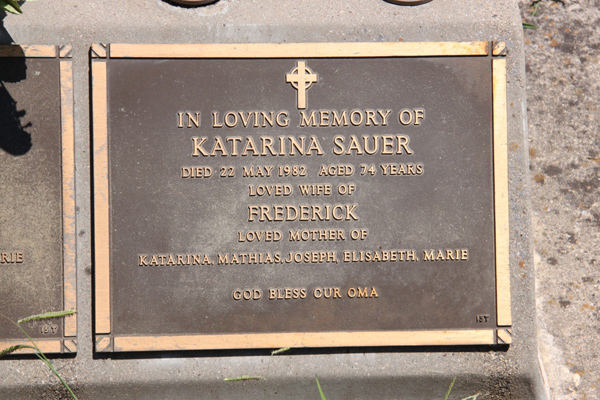 IN LOVING MEMORY OF
KATARINA SAUER
DIED 22 MAY 1982 AGED 74 YEARS
LOVED WIFE OF
FREDERICK
LOVED MOTHER OF
KATARINA, MATHIAS, JOSEPH, ELISABETH, MARIE
GOD BLESS OUR OMA